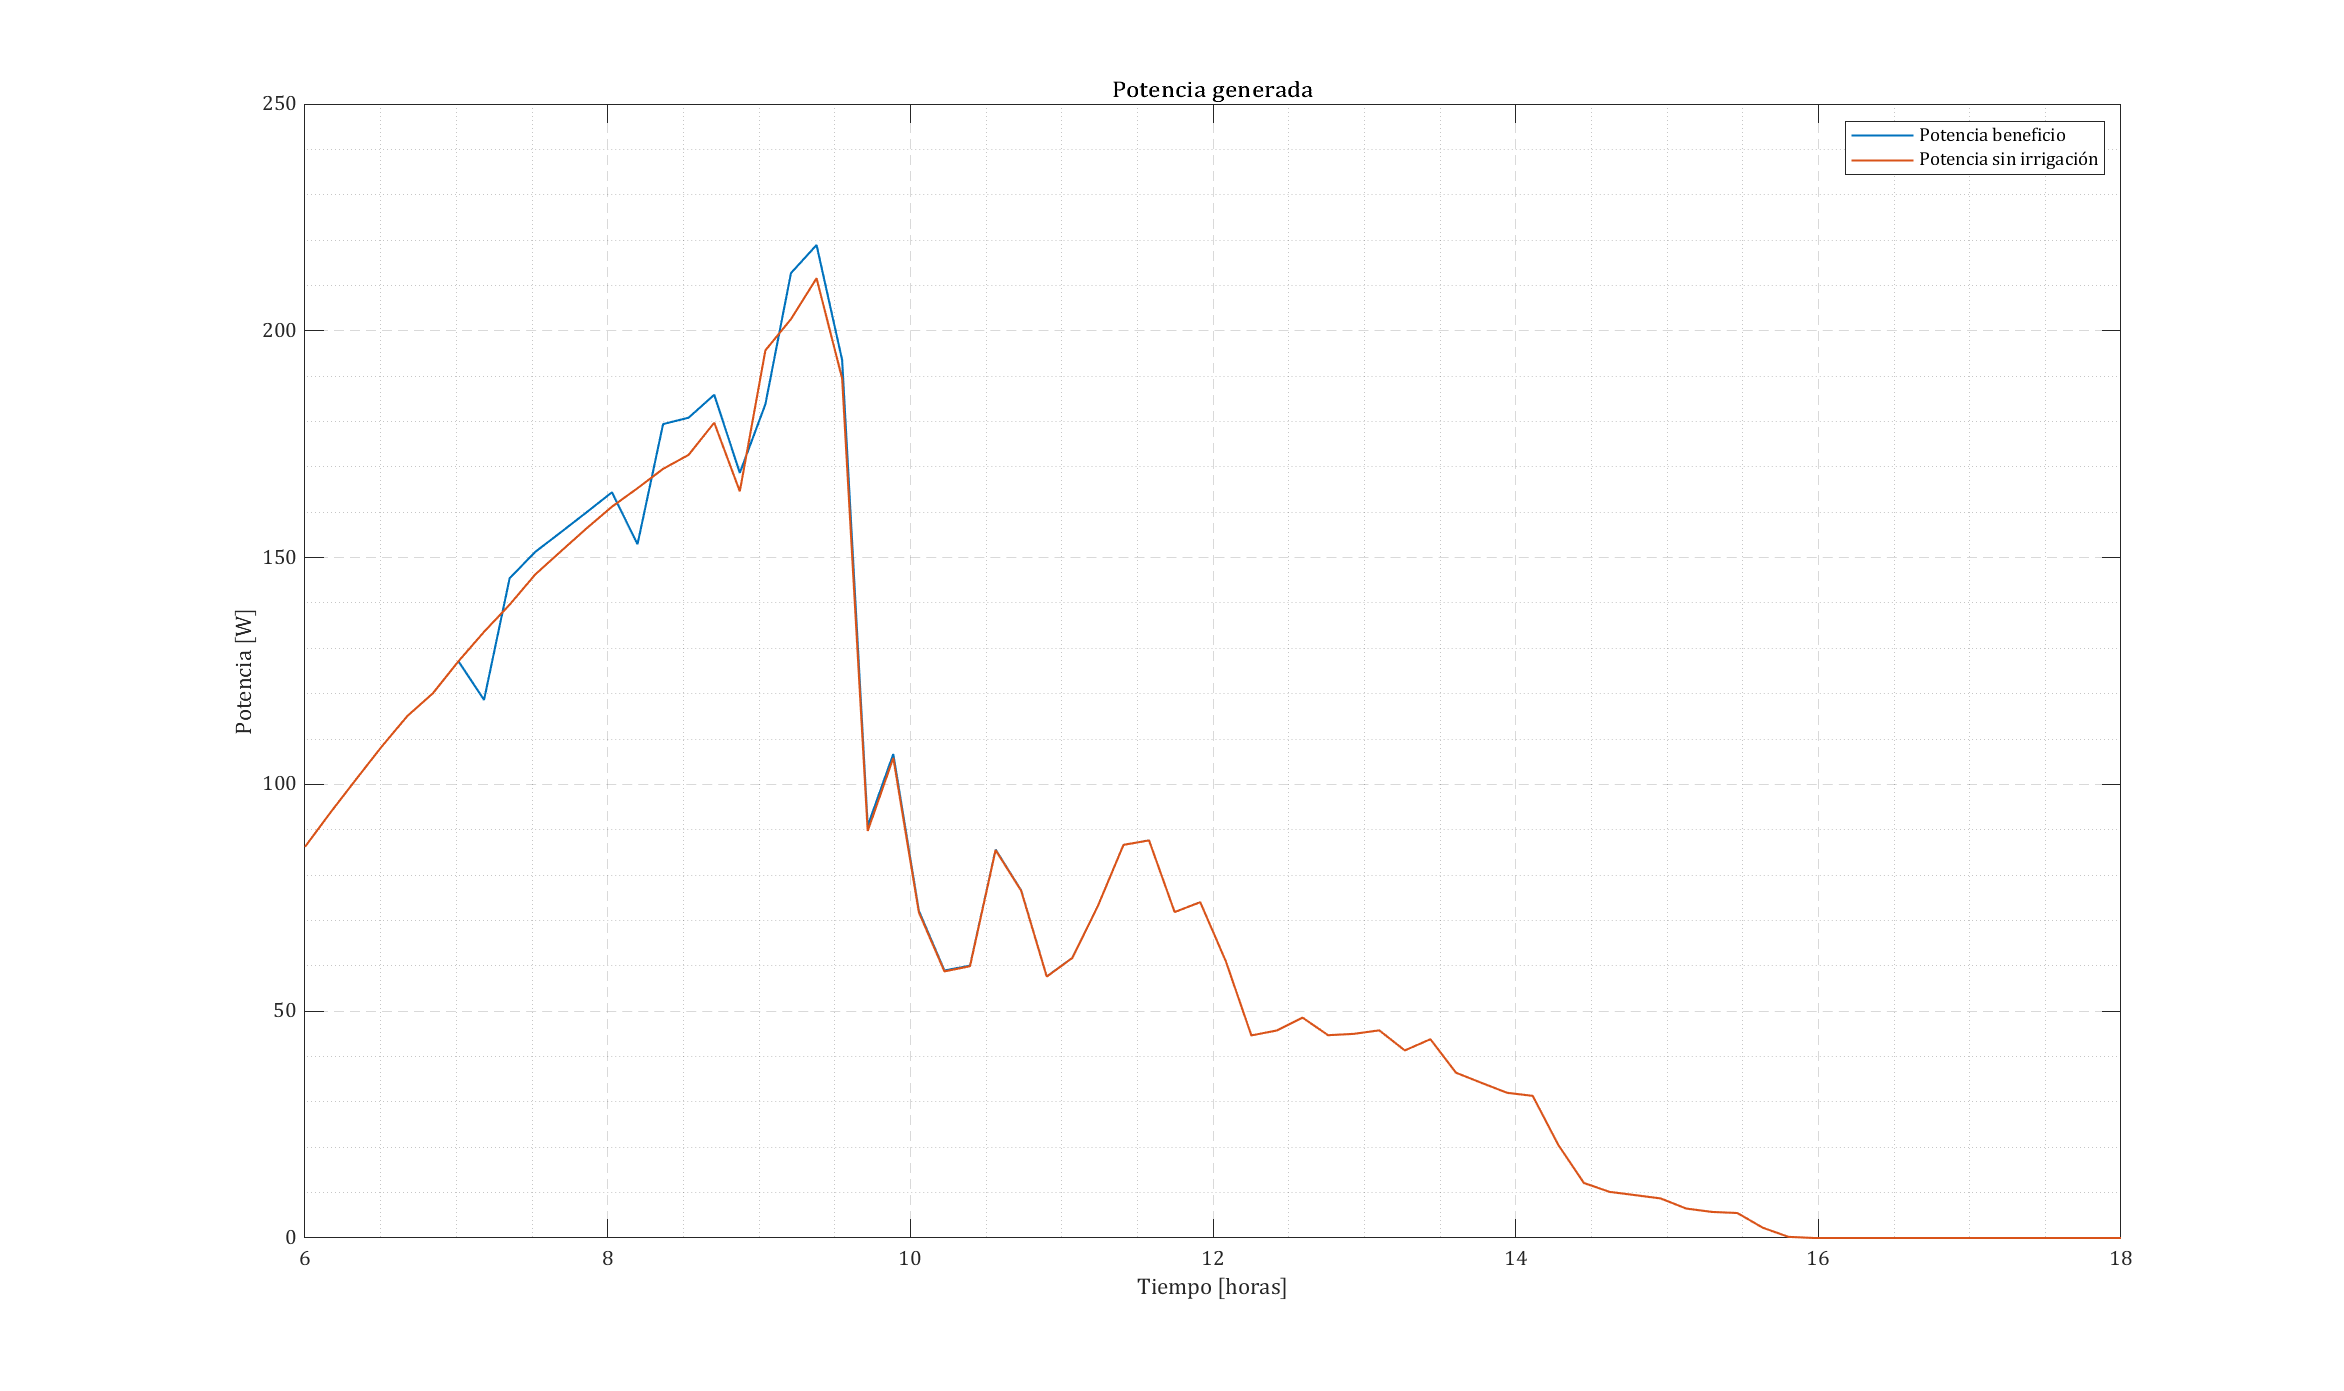 Potencia generada
250
200
150
100
50
0
Potencia [W]
Potencia beneficio
Potencia sin irrigación
6 8 10 12 14 16 18
Tiempo [horas]